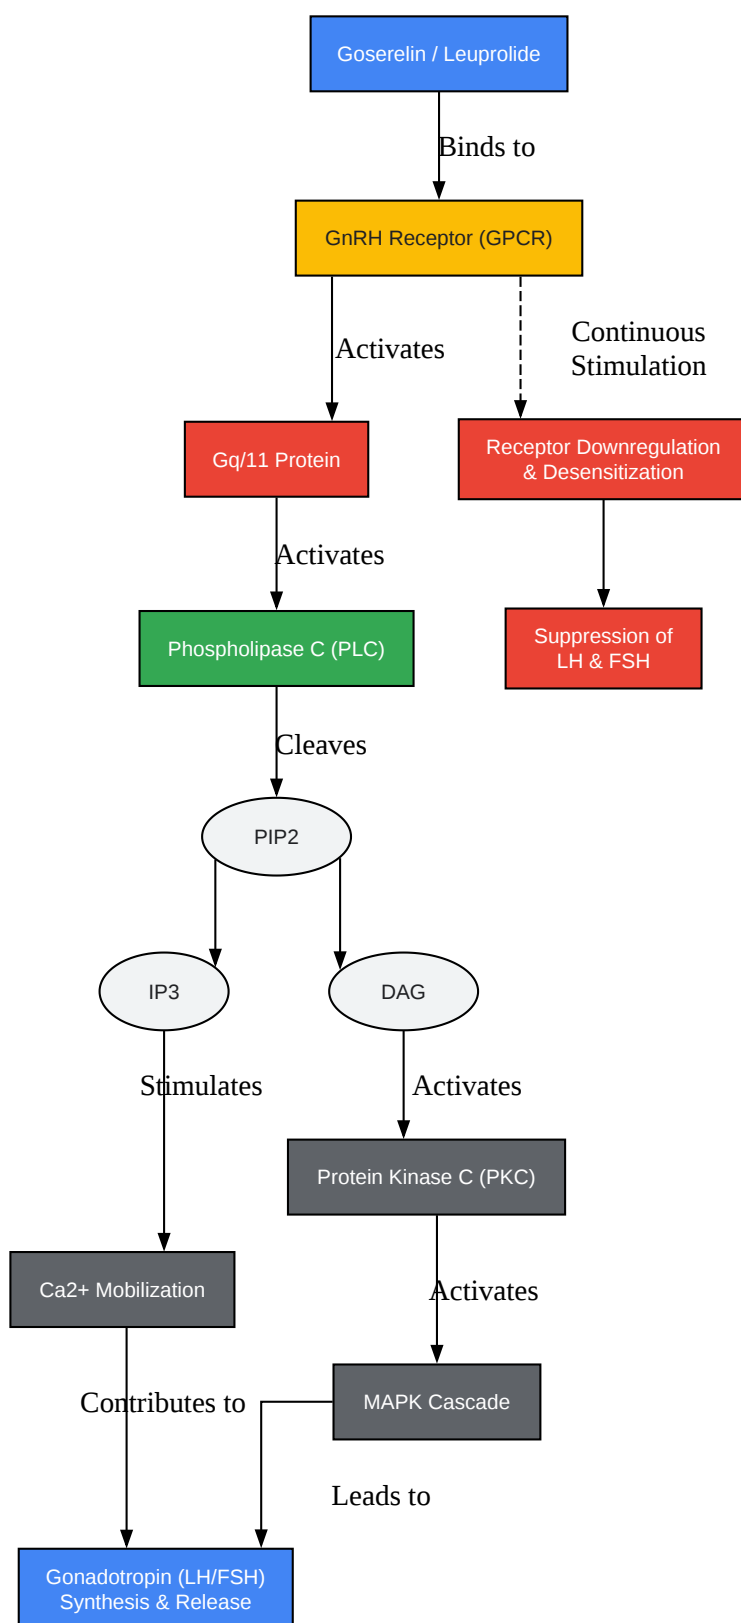 Goserelin / Leuprolide
Binds to
GnRH Receptor (GPCR)
Activates
Continuous
Stimulation
Gq/11 Protein
Receptor Downregulation
& Desensitization
Activates
Phospholipase C (PLC)
Suppression of
LH & FSH
Cleaves
PIP2
IP3
DAG
Stimulates
Activates
Protein Kinase C (PKC)
Ca2+ Mobilization
Activates
MAPK Cascade
Contributes to
Leads to
Gonadotropin (LH/FSH)
Synthesis & Release